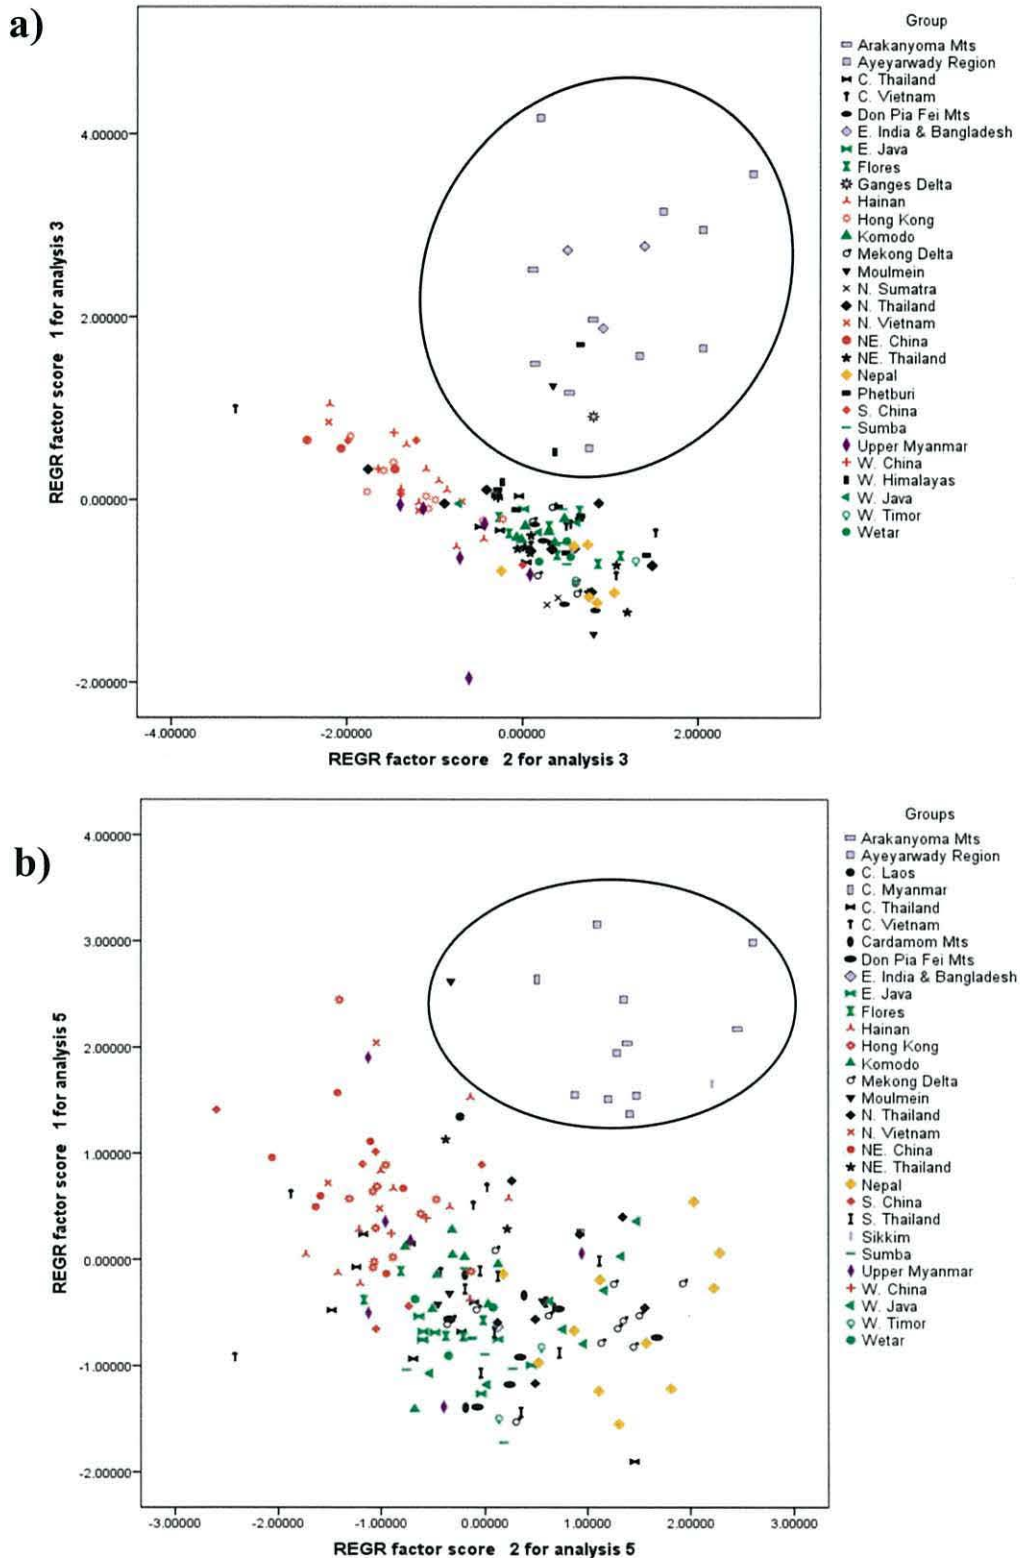 a)
Group
Arakanyoma Mts
Ayeyarwady Region
C. Thailand
C. Vietnam
Don Pia Fei Mts
E. India & Bangladesh
E. Java
Flores
Ganges Delta
Hainan
Hong Kong
Komodo
Mekong Delta
Moulmein
N. Sumatra
N. Thailand
N. Vietnam
NE. China
NE. Thailand
Nepal
Phetburi
S. China
Sumba
Upper Myanmar
W. China
W. Himalayas
W. Java
W. Timor
Wetar
REGR factor score 1 for analysis 3
4.00000
2.00000
0.00000
-2.00000
-4.00000
-2.00000
0.00000
2.00000
REGR factor score 2 for analysis 3
b)
Groups
Arakanyoma Mts
Ayeyarwady Region
C. Laos
C. Myanmar
C. Thailand
C. Vietnam
Cardamom Mts
Don Pia Fei Mts
E. India & Bangladesh
E. Java
Flores
Hainan
Hong Kong
Komodo
Mekong Delta
Moulmein
N. Thailand
N. Vietnam
NE. China
NE. Thailand
Nepal
S. China
S. Thailand
Sikkim
Sumba
Upper Myanmar
W. China
W. Java
W. Timor
Wetar
REGR factor score 1 for analysis 5
4.00000
3.00000
2.00000
1.00000
0.00000
-1.00000
-2.00000
-3.00000
-2.00000
-1.00000
0.00000
1.00000
2.00000
3.00000
REGR factor score 2 for analysis 5